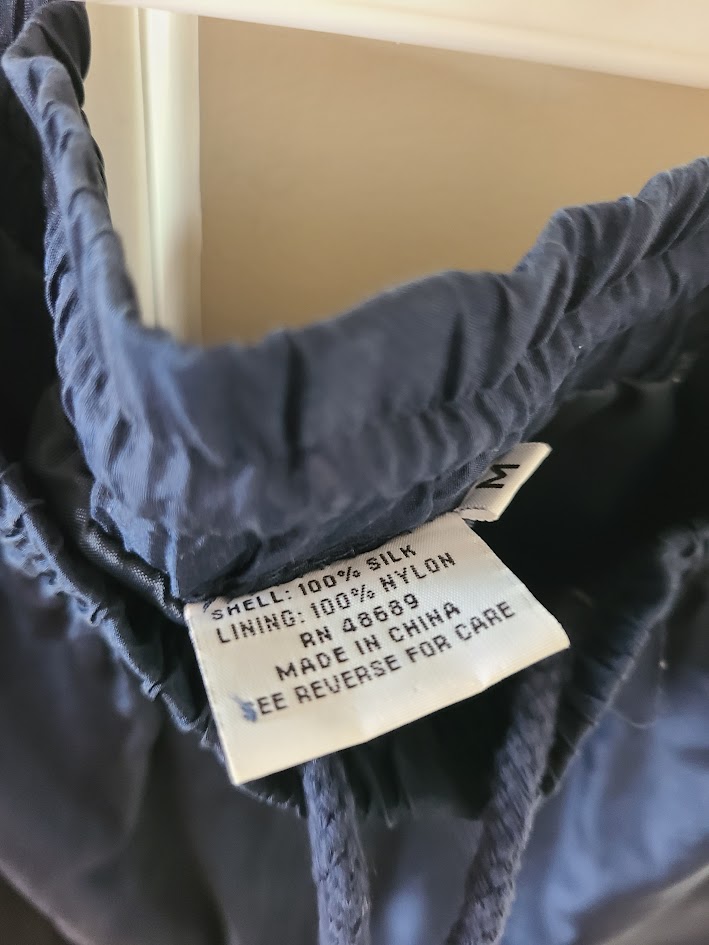 M
SHELL: 100% SILK
LINING: 100% NYLON
RN 48689
MADE IN CHINA
SEE REVERSE FOR CARE